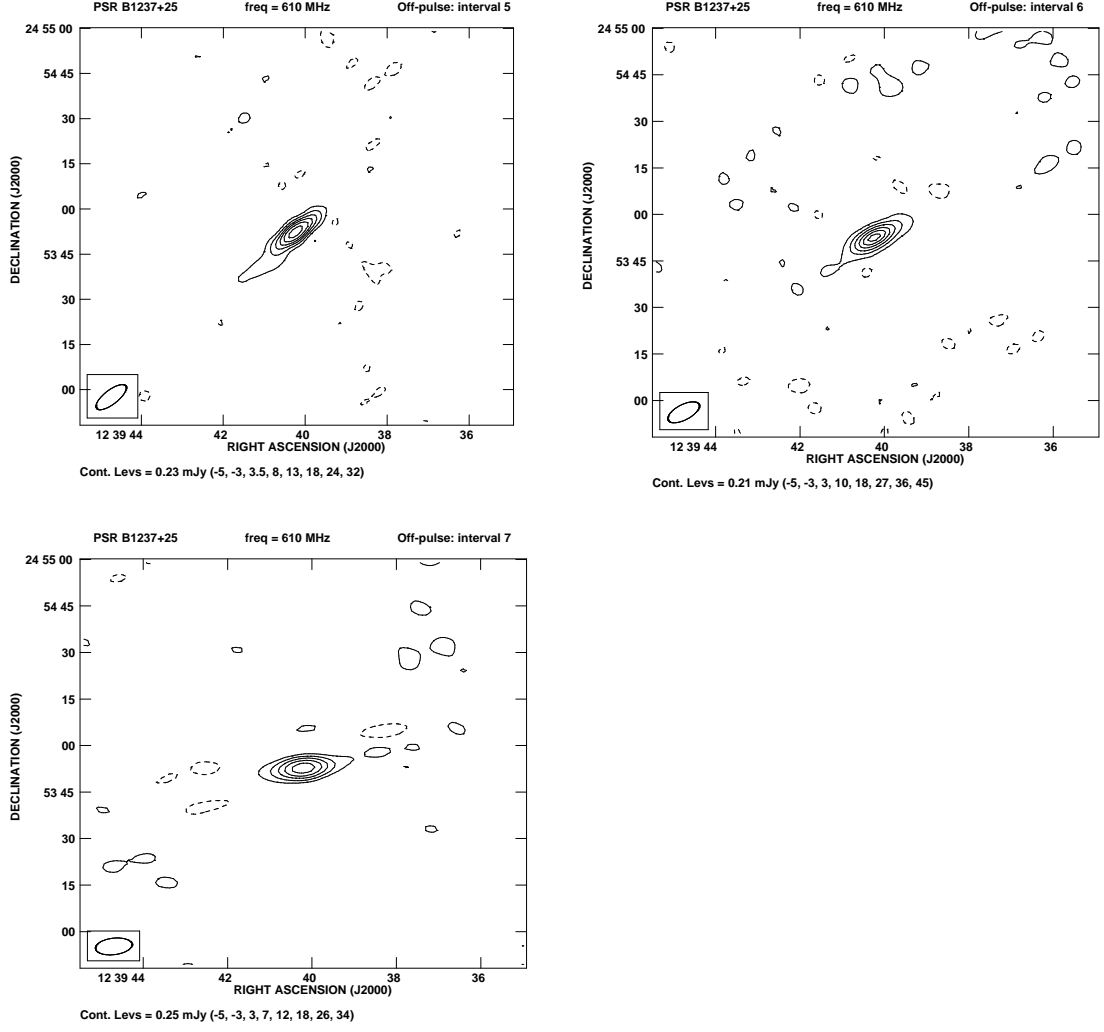 PSR B1237+25 freq = 610 MHz Off-pulse: interval 5
24 55 00
54 45
30
15
00
53 45
30
15
00
DECLINATION (J2000)
12 39 44 42 40 38 36
RIGHT ASCENSION (J2000)
Cont. Levs = 0.23 mJy (-5, -3, 3.5, 8, 13, 18, 24, 32)
PSR B1237+25 freq = 610 MHz Off-pulse: interval 6
24 55 00
54 45
30
15
00
53 45
30
15
00
DECLINATION (J2000)
12 39 44 42 40 38 36
RIGHT ASCENSION (J2000)
Cont. Levs = 0.21 mJy (-5, -3, 3, 10, 18, 27, 36, 45)
PSR B1237+25 freq = 610 MHz Off-pulse: interval 7
24 55 00
54 45
30
15
00
53 45
30
15
00
DECLINATION (J2000)
12 39 44 42 40 38 36
RIGHT ASCENSION (J2000)
Cont. Levs = 0.25 mJy (-5, -3, 3, 7, 12, 18, 26, 34)